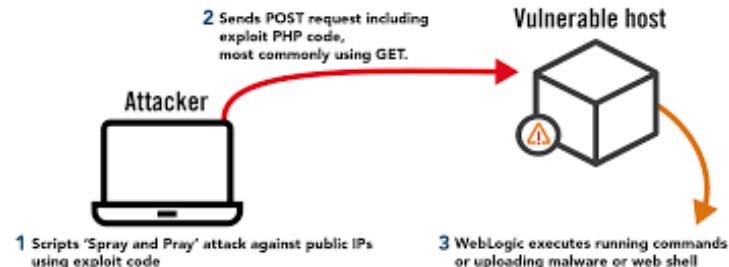 2 Sends POST request including
exploit PHP code,
most commonly using GET.
Vulnerable host
Attacker
1 Scripts ‘Spray and Pray’ attack against public IPs
using exploit code
3 WebLogic executes running commands
or uploading malware or web shell